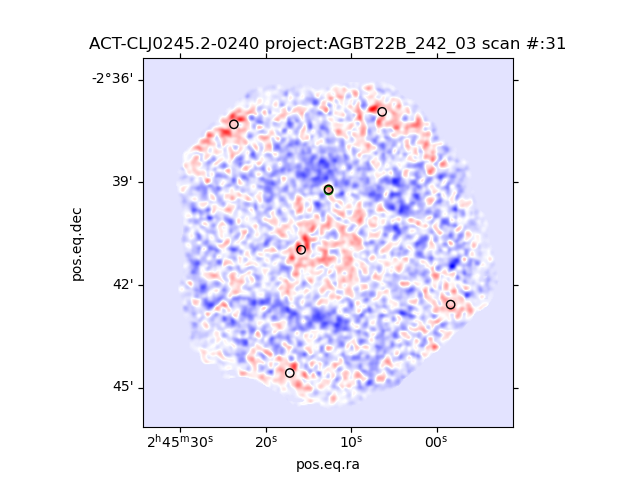 ACT-CLJ0245.2-0240 project:AGBT22B_242_03 scan #:31
-2°36'
39'
42'
45'
pos.eq.dec
2ʰ45ᵐ30ˢ 20ˢ 10ˢ 00ˢ
pos.eq.ra